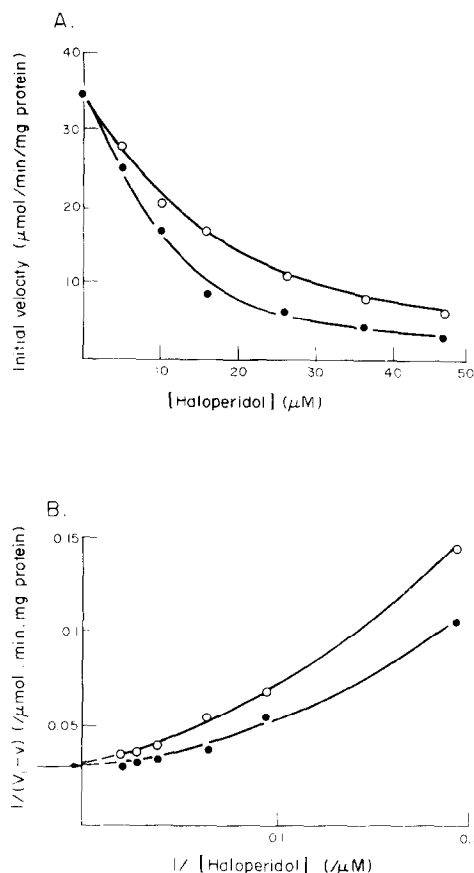 A.
Initial velocity (μmol/min/mg protein)
40
30
20
10
10
20
30
40
50
[Haloperidol] (μM)
B.
1/(V -v) (/μmol.min.mg protein)
0.15
0.1
0.05
0.1
0.
1/ [Haloperidol] (/μM)